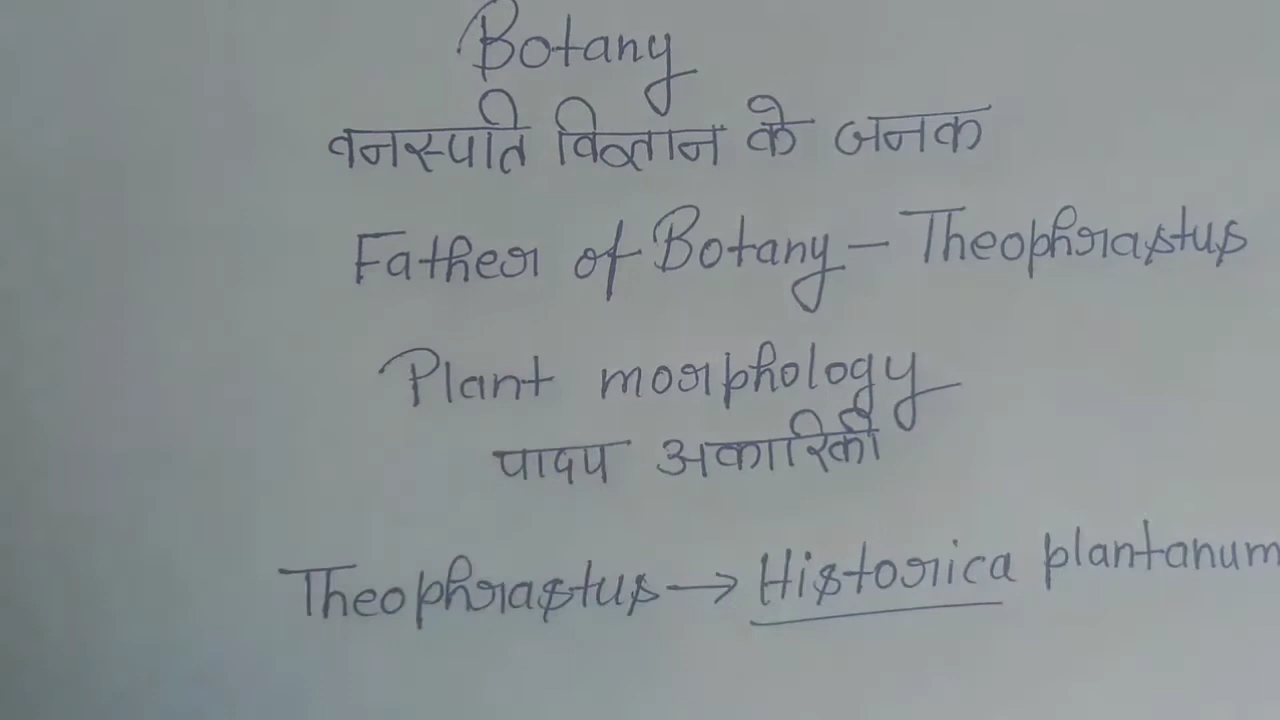 Botany
वनस्पति विज्ञान के जनक
Father of Botany - Theophrastus
Plant morphology
पादप अकारिकी
Theophrastus → Historica plantanum